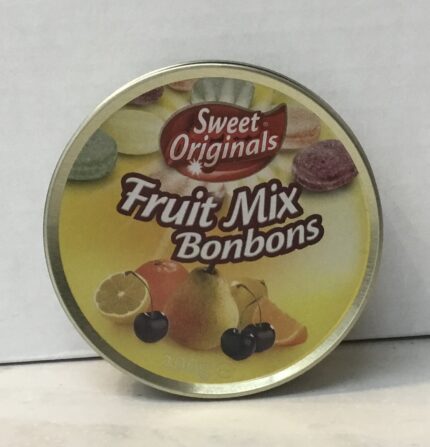 Sweet
Originals
Fruit Mix
Bonbons